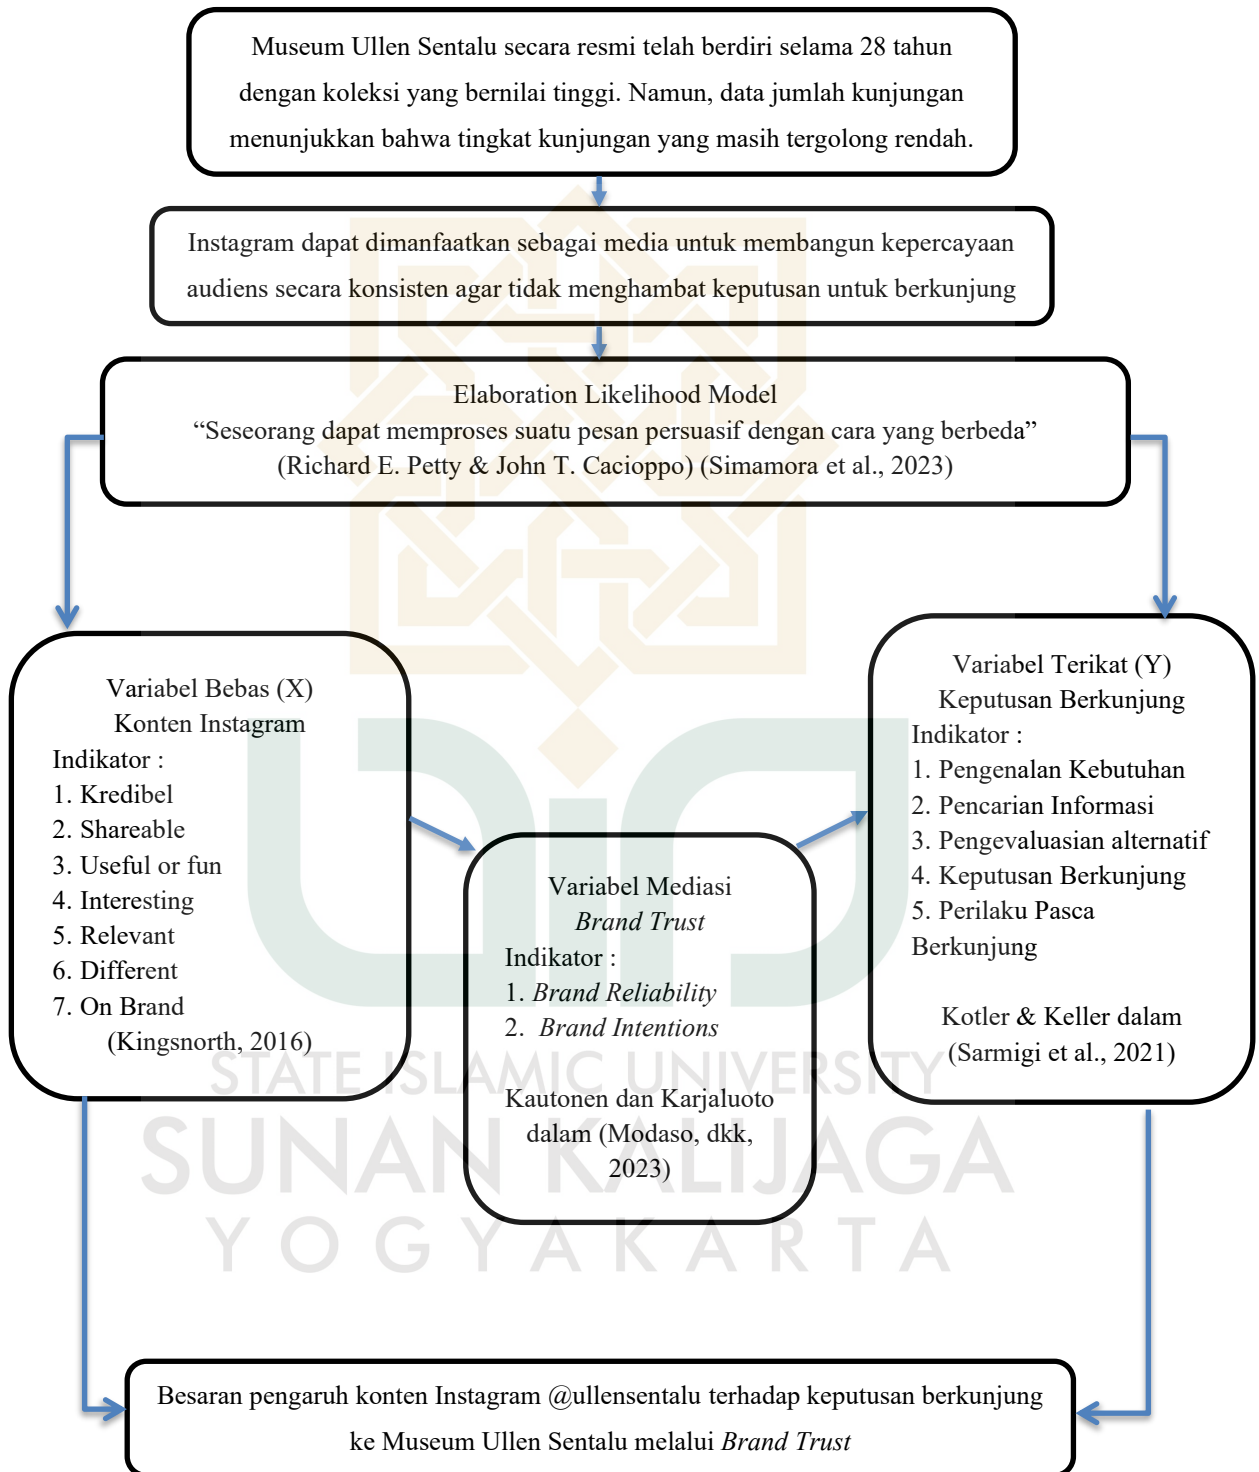 Museum Ullen Sentalu secara resmi telah berdiri selama 28 tahun
dengan koleksi yang bernilai tinggi. Namun, data jumlah kunjungan
menunjukkan bahwa tingkat kunjungan yang masih tergolong rendah.
Instagram dapat dimanfaatkan sebagai media untuk membangun kepercayaan
audiens secara konsisten agar tidak menghambat keputusan untuk berkunjung
Elaboration Likelihood Model
“Seseorang dapat memproses suatu pesan persuasif dengan cara yang berbeda”
(Richard E. Petty & John T. Cacioppo) (Simamora et al., 2023)
Variabel Bebas (X)
Konten Instagram
Indikator :
1. Kredibel
2. Shareable
3. Useful or fun
4. Interesting
5. Relevant
6. Different
7. On Brand
(Kingsnorth, 2016)
Variabel Mediasi
Brand Trust
Indikator :
1. Brand Reliability
2. Brand Intentions
Kautonen dan Karjaluoto
dalam (Modaso, dkk,
2023)
Variabel Terikat (Y)
Keputusan Berkunjung
Indikator :
1. Pengenalan Kebutuhan
2. Pencarian Informasi
3. Pengevaluasian alternatif
4. Keputusan Berkunjung
5. Perilaku Pasca
Berkunjung
Kotler & Keller dalam
(Sarmigi et al., 2021)
STATE ISLAMIC UNIVERSITY
SUNAN KALIJAGA
YOGYAKARTA
Besaran pengaruh konten Instagram @ullensentalu terhadap keputusan berkunjung
ke Museum Ullen Sentalu melalui Brand Trust